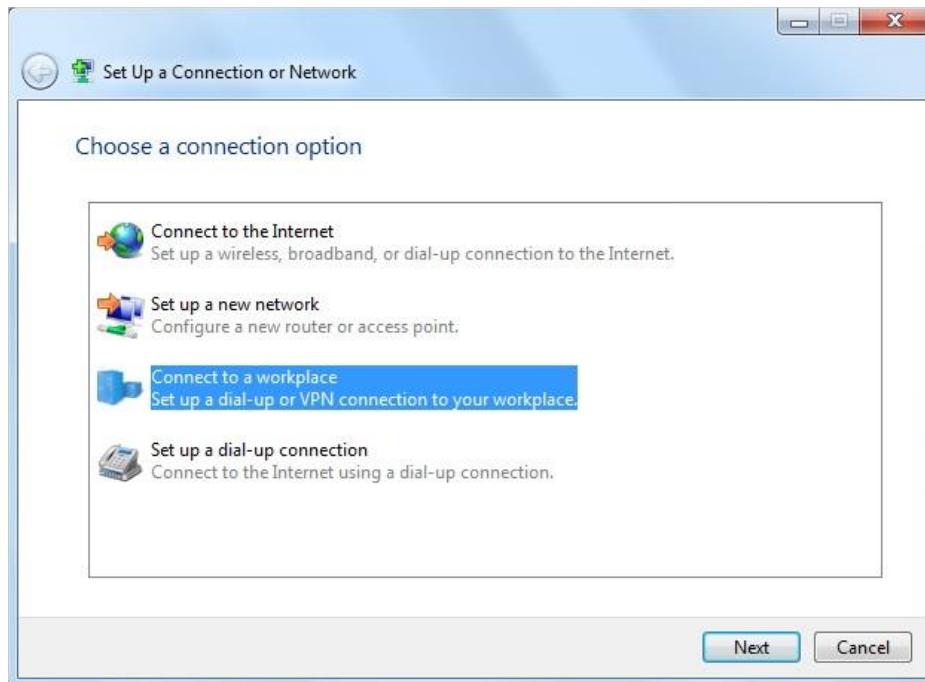 Set Up a Connection or Network
Choose a connection option
Connect to the Internet
Set up a wireless, broadband, or dial-up connection to the Internet.
Set up a new network
Configure a new router or access point.
Connect to a workplace
Set up a dial-up or VPN connection to your workplace.
Set up a dial-up connection
Connect to the Internet using a dial-up connection.
Next
Cancel